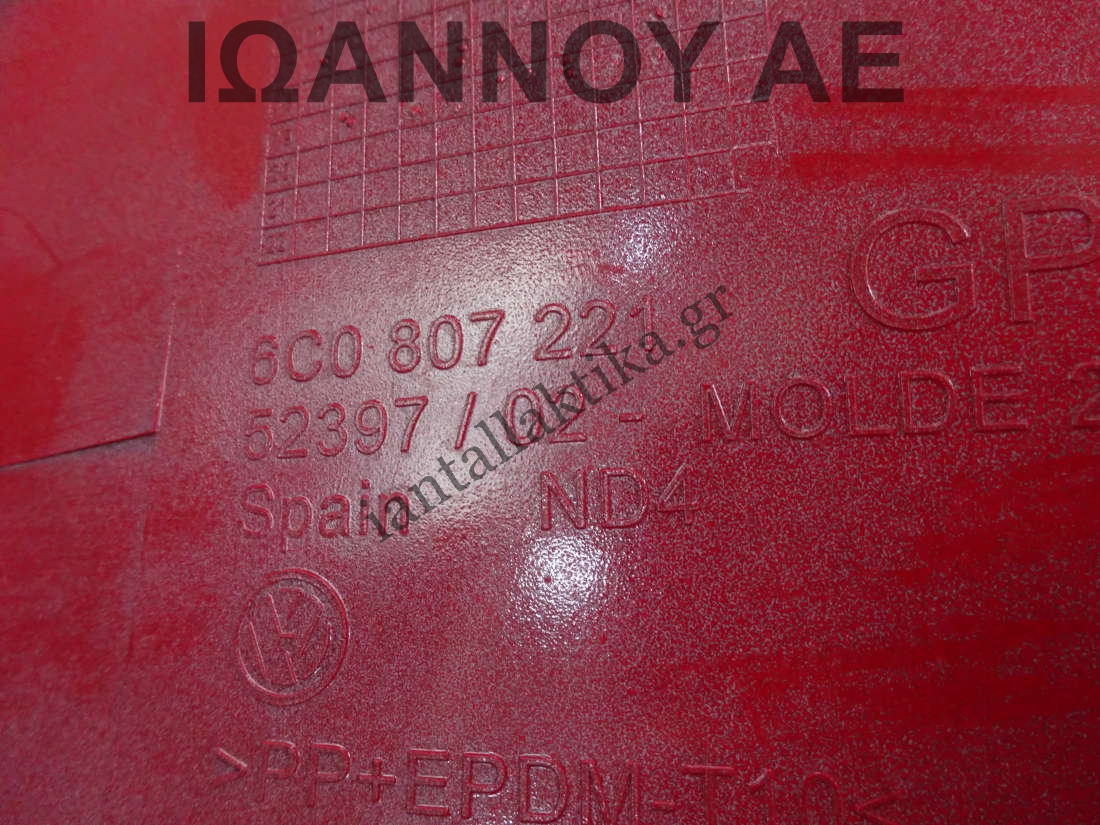 ΙΩΑΝΝΟΥ ΑΕ
GP
6C0 807 221
52397 / 02 - MOLDE 2
Spain ND4
iantallaktika.gr
>PP+EPDM-T10<